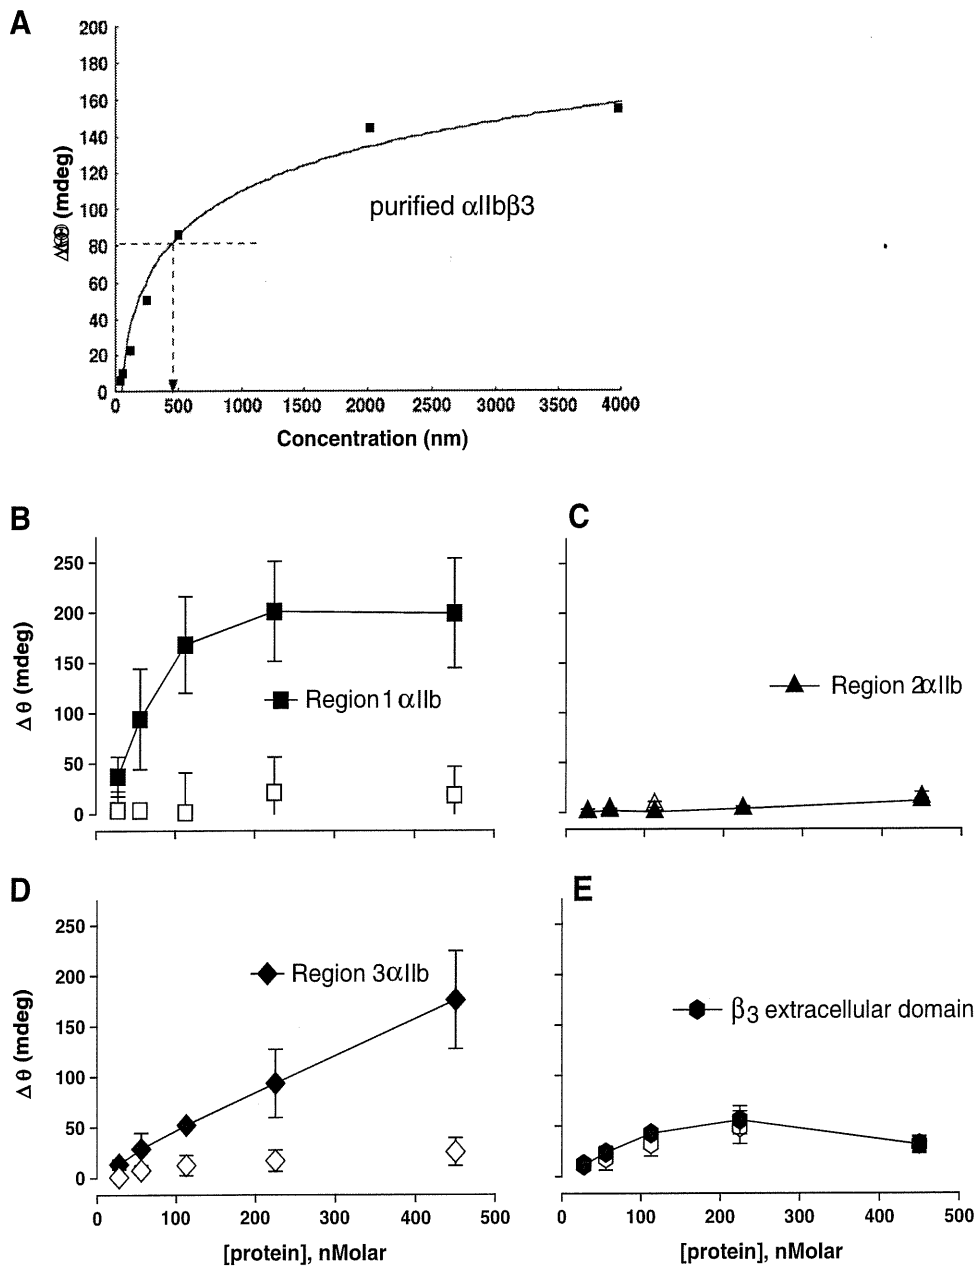 A
200
180
160
140
120
100
80
60
40
20
0
(mdeg)
purified αIIbβ3
0 500 1000 1500 2000 2500 3000 3500 4000
Concentration (nm)
B
250
200
150
100
50
0
Δ θ (mdeg)
Region 1 αIIb
C
Region 2αIIb
D
250
200
150
100
50
0
Δ θ (mdeg)
Region 3αIIb
0 100 200 300 400 500
[protein], nMolar
E
β3 extracellular domain
0 100 200 300 400 500
[protein], nMolar